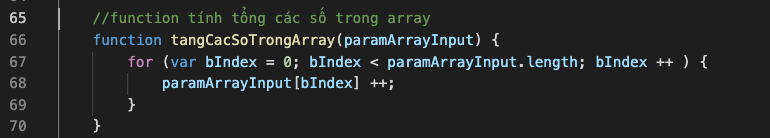 65 //function tính tổng các số trong array
66 function tangCacSoTrongArray(paramArrayInput) {
67 for (var bIndex = 0; bIndex < paramArrayInput.length; bIndex ++ ) {
68 paramArrayInput[bIndex] ++;
69 }
70 }